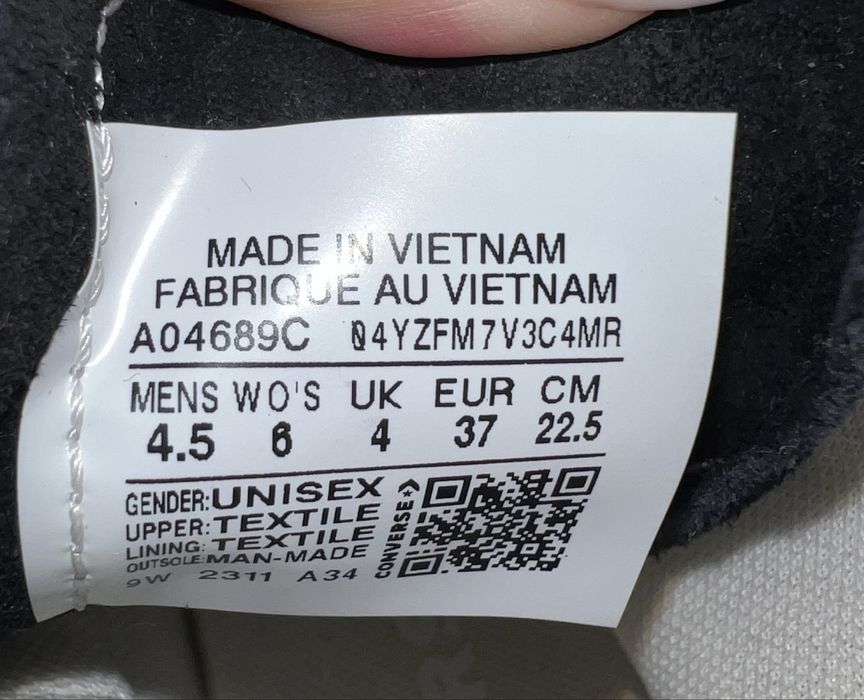 MADE IN VIETNAM
FABRIQUE AU VIETNAM
A04689C 04YZFM7V3C4MR
MENS WO'S UK EUR CM
4.5 6 4 37 22.5
GENDER:UNISEX
UPPER:TEXTILE
LINING:TEXTILE
OUTSOLE:MAN-MADE
9W 2311 A34
CONVERSE